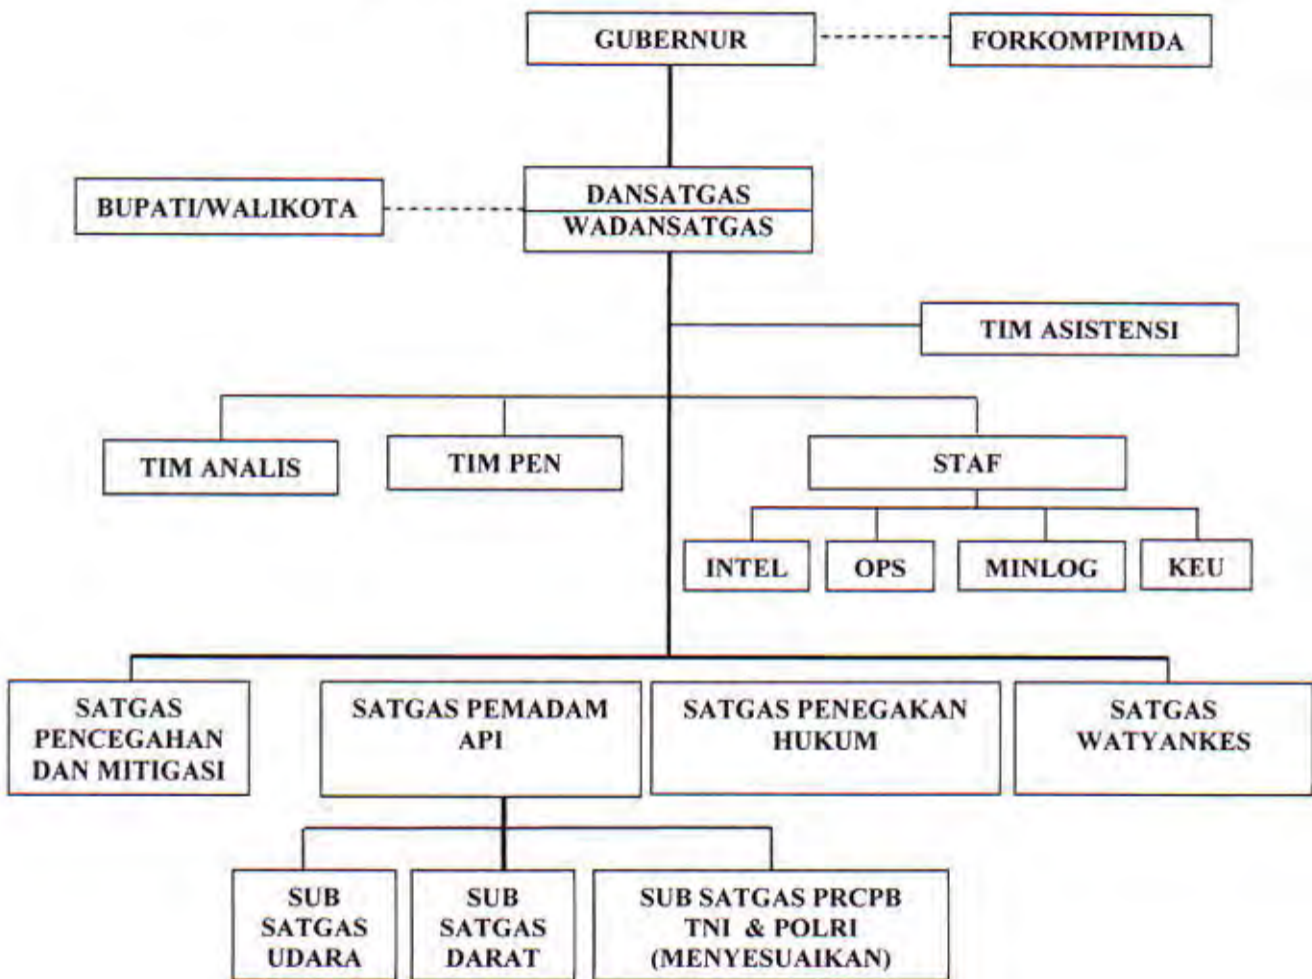 GUBERNUR
FORKOMPIMDA
BUPATI/WALIKOTA
DANSATGAS
WADANSATGAS
TIM ASISTENSI
TIM ANALIS
TIM PEN
STAF
INTEL
OPS
MINLOG
KEU
SATGAS
PENCEGAHAN
DAN MITIGASI
SATGAS PEMADAM
API
SATGAS PENEGAKAN
HUKUM
SATGAS
WATYANKES
SUB
SATGAS
UDARA
SUB
SATGAS
DARAT
SUB SATGAS PRCPB
TNI & POLRI
(MENYESUAIKAN)